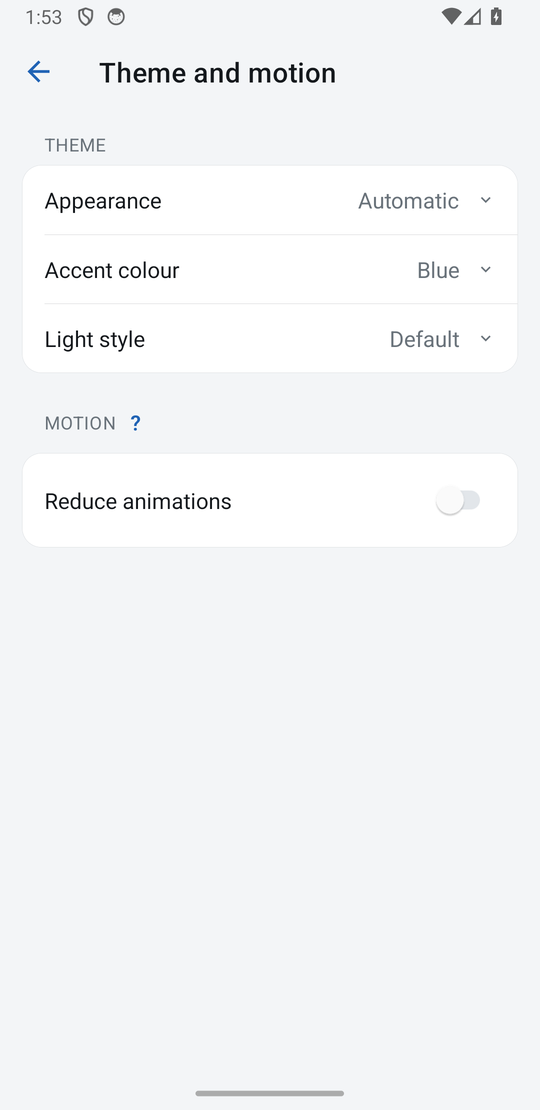 1:53
Theme and motion
THEME
Appearance Automatic
Accent colour Blue
Light style Default
MOTION ?
Reduce animations